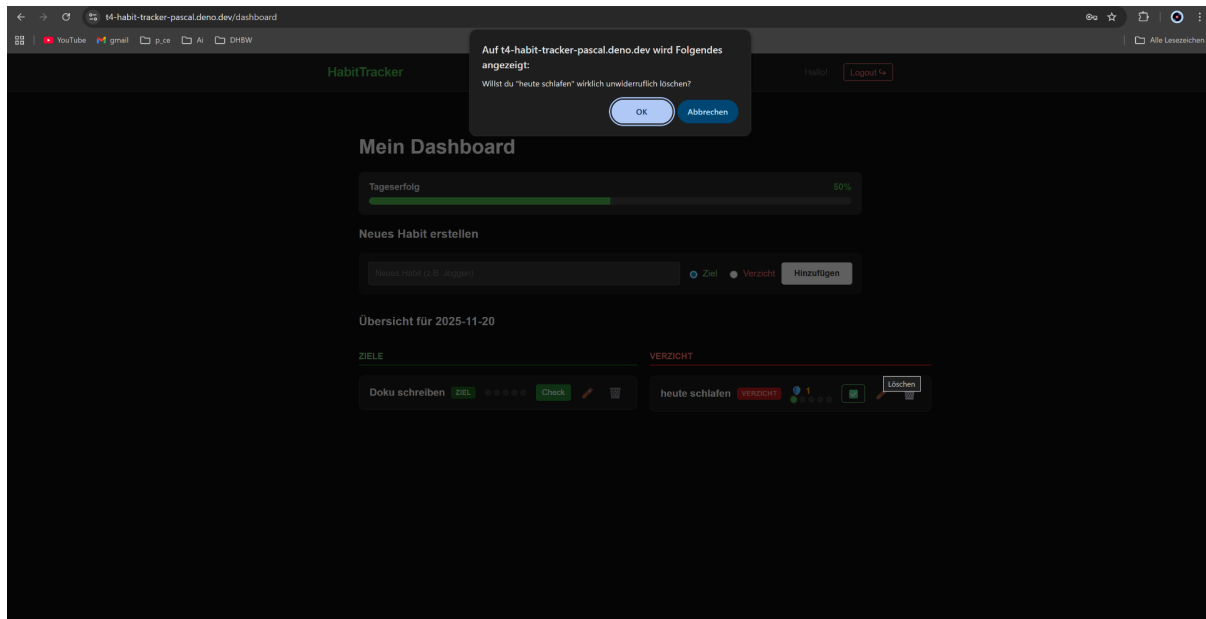 t4-habit-tracker-pascal.deno.dev/dashboard
YouTube gmail p_ce Ai DHBW Alle Lesezeichen
Auf t4-habit-tracker-pascal.deno.dev wird Folgendes
angezeigt:
Willst du "heute schlafen" wirklich unwiderruflich löschen?
OK Abbrechen
HabitTracker Hallo! Logout
Mein Dashboard
Tageserfolg 50%
Neues Habit erstellen
Neues Habit (z.B. Joggen) Ziel Verzicht Hinzufügen
Übersicht für 2025-11-20
ZIELE VERZICHT
Doku schreiben ZIEL Check heute schlafen VERZICHT 1 Löschen